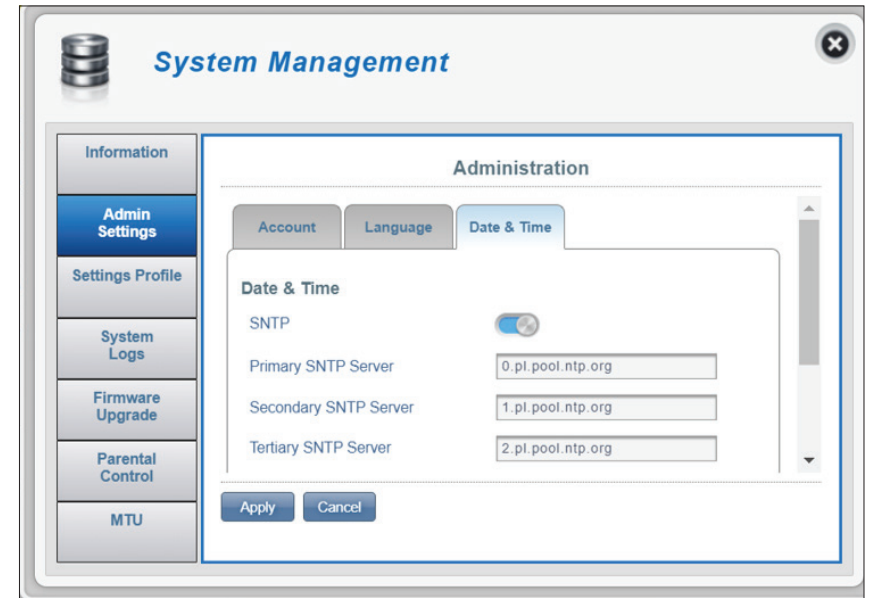 System Management
Information
Admin
Settings
Settings Profile
System
Logs
Firmware
Upgrade
Parental
Control
MTU
Administration
Account
Language
Date & Time
Date & Time
SNTP
Primary SNTP Server
0.pl.pool.ntp.org
Secondary SNTP Server
1.pl.pool.ntp.org
Tertiary SNTP Server
2.pl.pool.ntp.org
Apply
Cancel